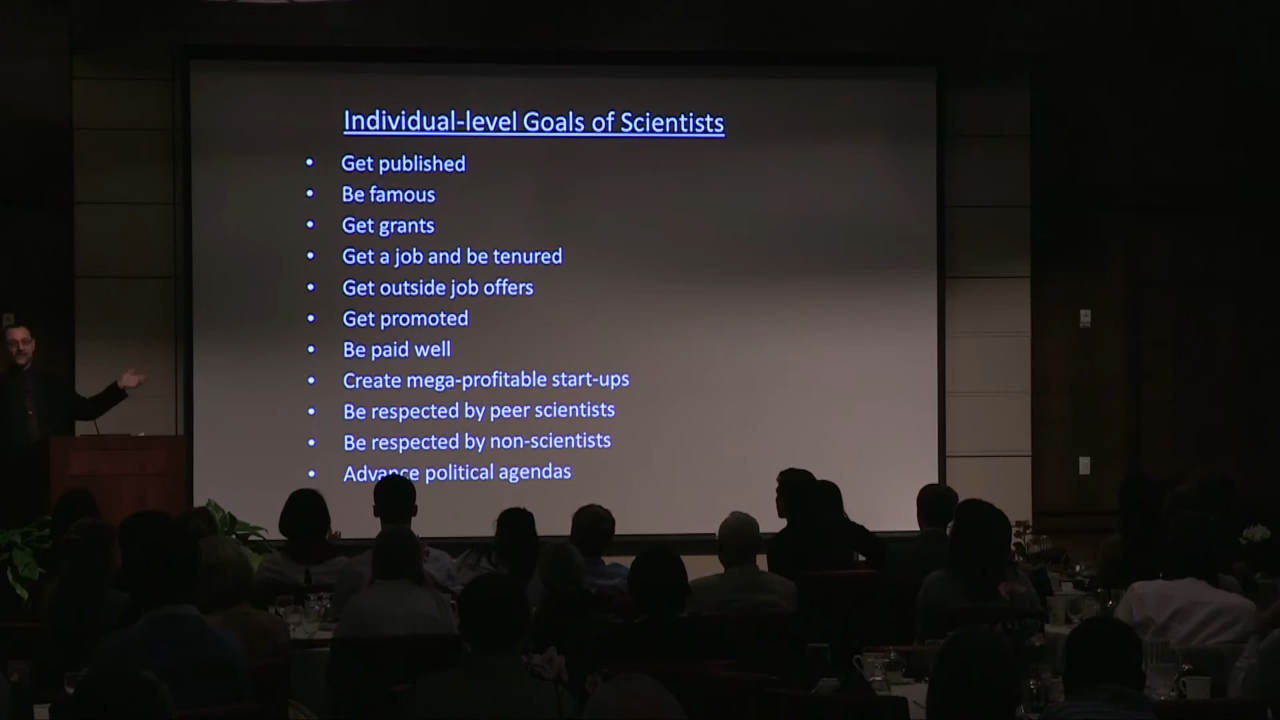 Individual-level Goals of Scientists
• Get published
• Be famous
• Get grants
• Get a job and be tenured
• Get outside job offers
• Get promoted
• Be paid well
• Create mega-profitable start-ups
• Be respected by peer scientists
• Be respected by non-scientists
• Advance political agendas